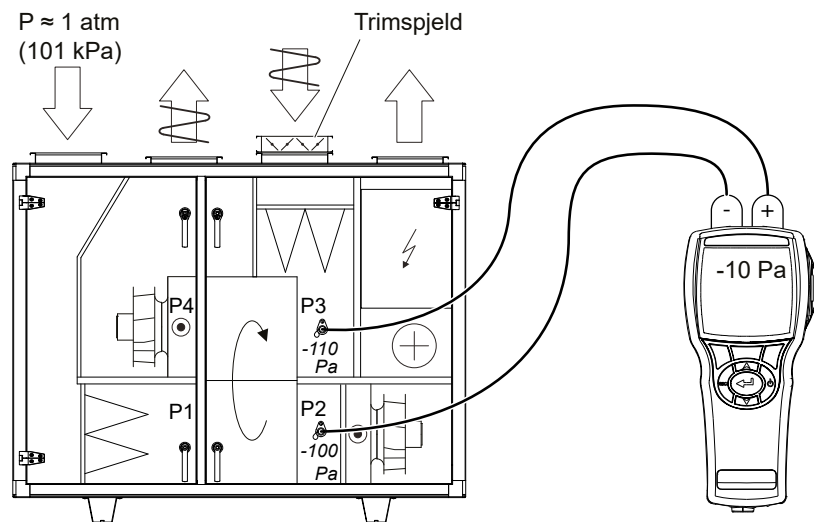 P ≈ 1 atm
(101 kPa)
Trimspjeld
- +
-10 Pa
P4
P3
-110
Pa
P1
P2
-100
Pa